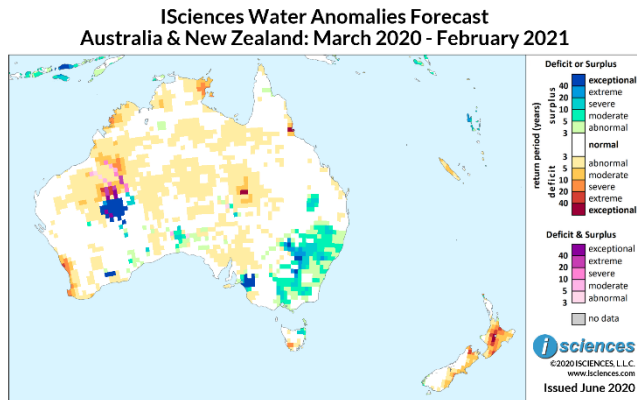 ISciences Water Anomalies Forecast
Australia & New Zealand: March 2020 - February 2021
Deficit or Surplus
return period (years)
surplus
deficit
exceptional
40
extreme
20
severe
10
moderate
5
abnormal
3
normal
3
abnormal
5
moderate
10
severe
20
extreme
40
exceptional
Deficit & Surplus
exceptional
40
extreme
20
severe
10
moderate
5
abnormal
3
no data
i sciences
©2020 ISCIENCES, L.L.C.
www.isciences.com
Issued June 2020